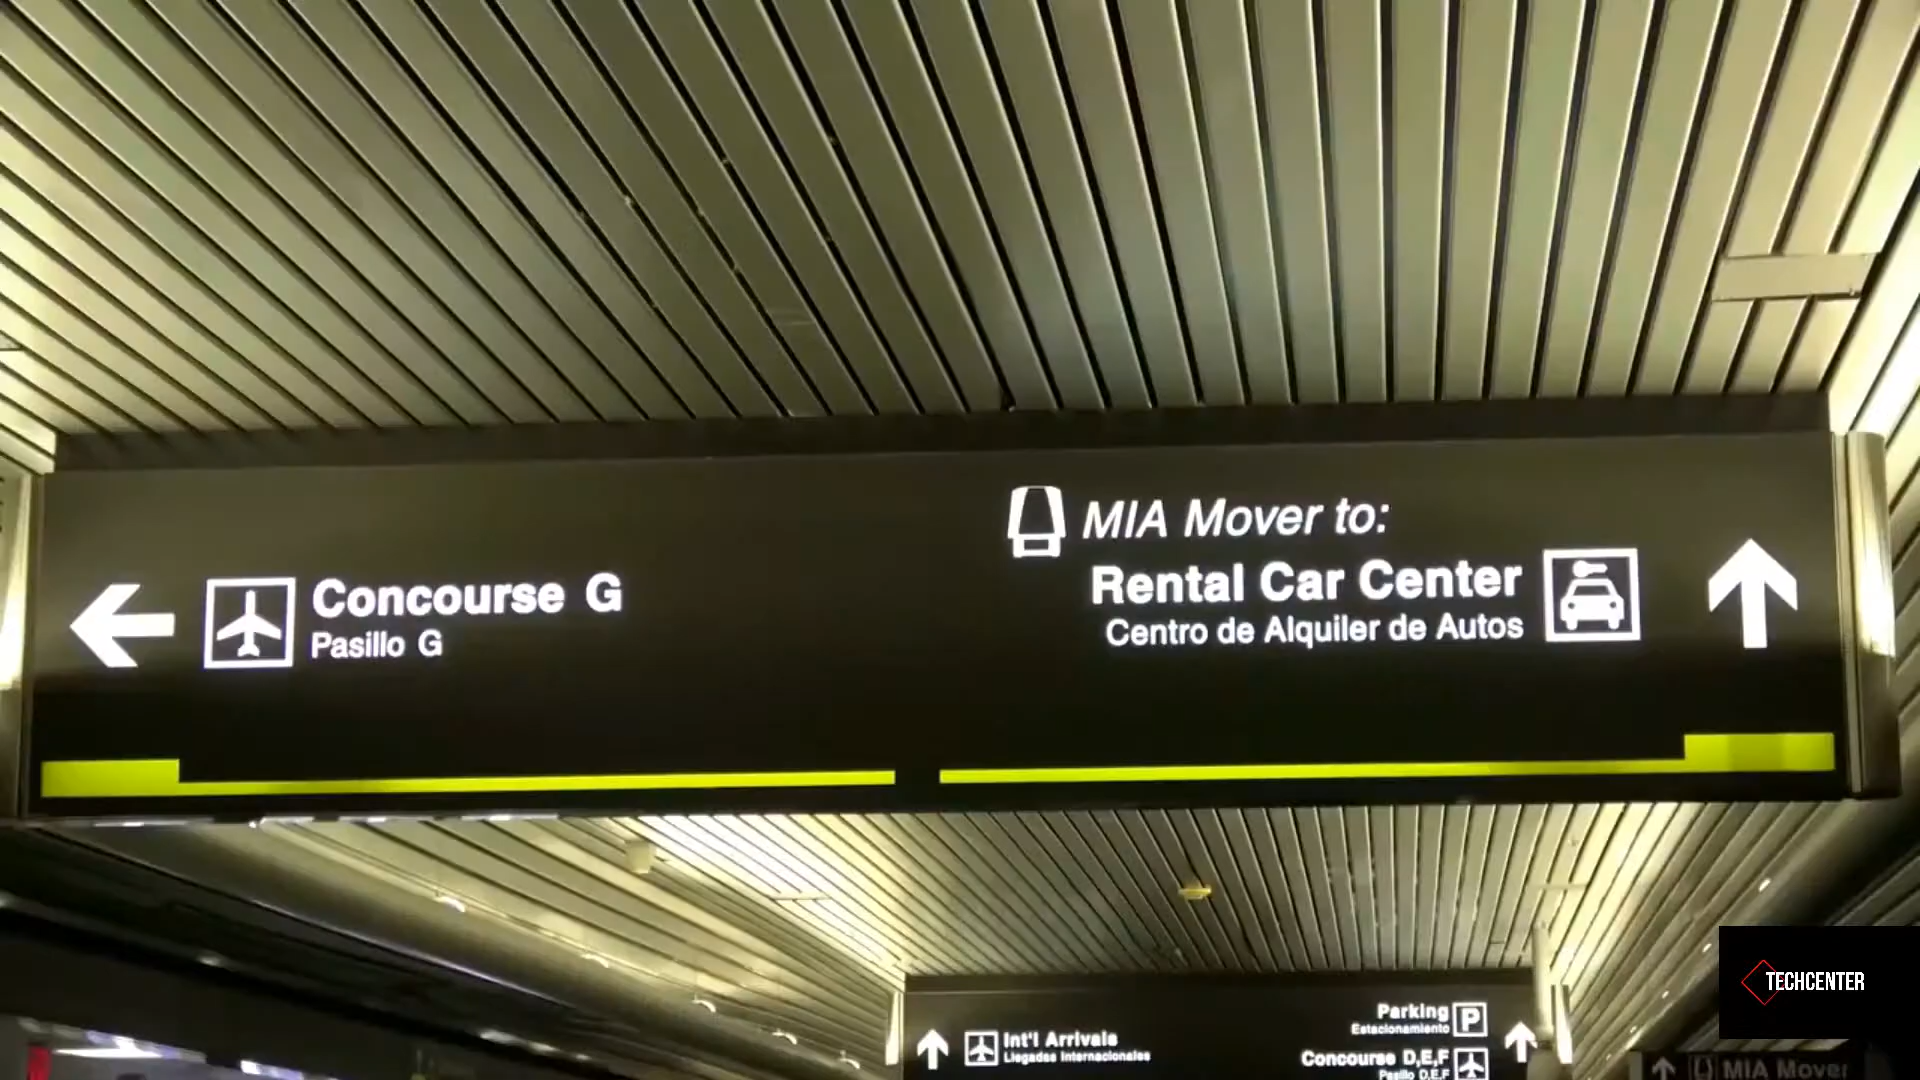 Concourse G
Pasillo G
MIA Mover to:
Rental Car Center
Centro de Alquiler de Autos
Int'l Arrivals
Llegadas Internacionales
Parking
Estacionamiento
P
Concourse D,E,F
Pasillo D,E,F
MIA Mover
TECHCENTER